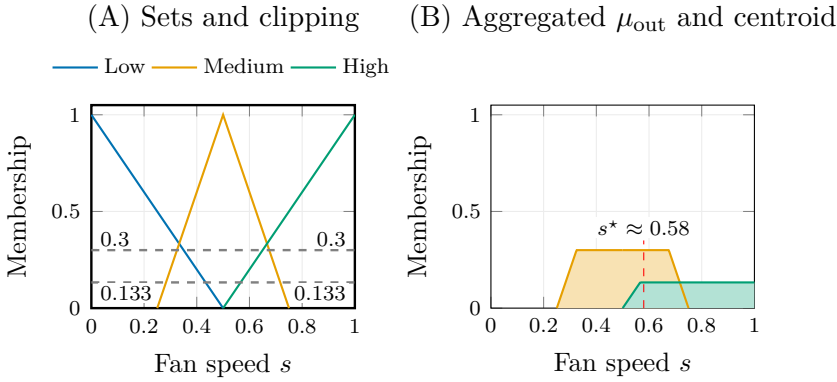 (A) Sets and clipping
Low Medium High
Membership
1
0.5
0
0.3 0.3
0.133 0.133
0 0.2 0.4 0.6 0.8 1
Fan speed s
(B) Aggregated μout and centroid
Membership
1
0.5
0
s⋆ ≈ 0.58
0 0.2 0.4 0.6 0.8 1
Fan speed s